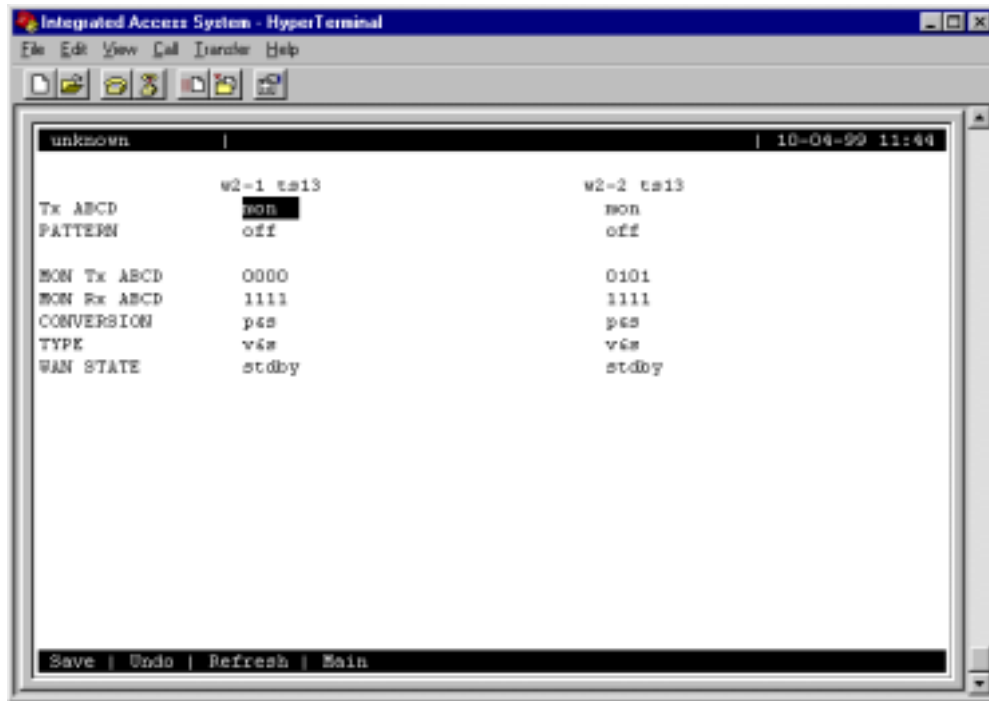 Integrated Access System - HyperTerminal
File Edit View Call Transfer Help
unknown | | 10-04-99 11:44
w2-1 ts13 w2-2 ts13
Tx ABCD mon mon
PATTERN off off
MON Tx ABCD 0000 0101
MON Rx ABCD 1111 1111
CONVERSION p&s p&s
TYPE v&s v&s
WAN STATE stdby stdby
Save | Undo | Refresh | Main